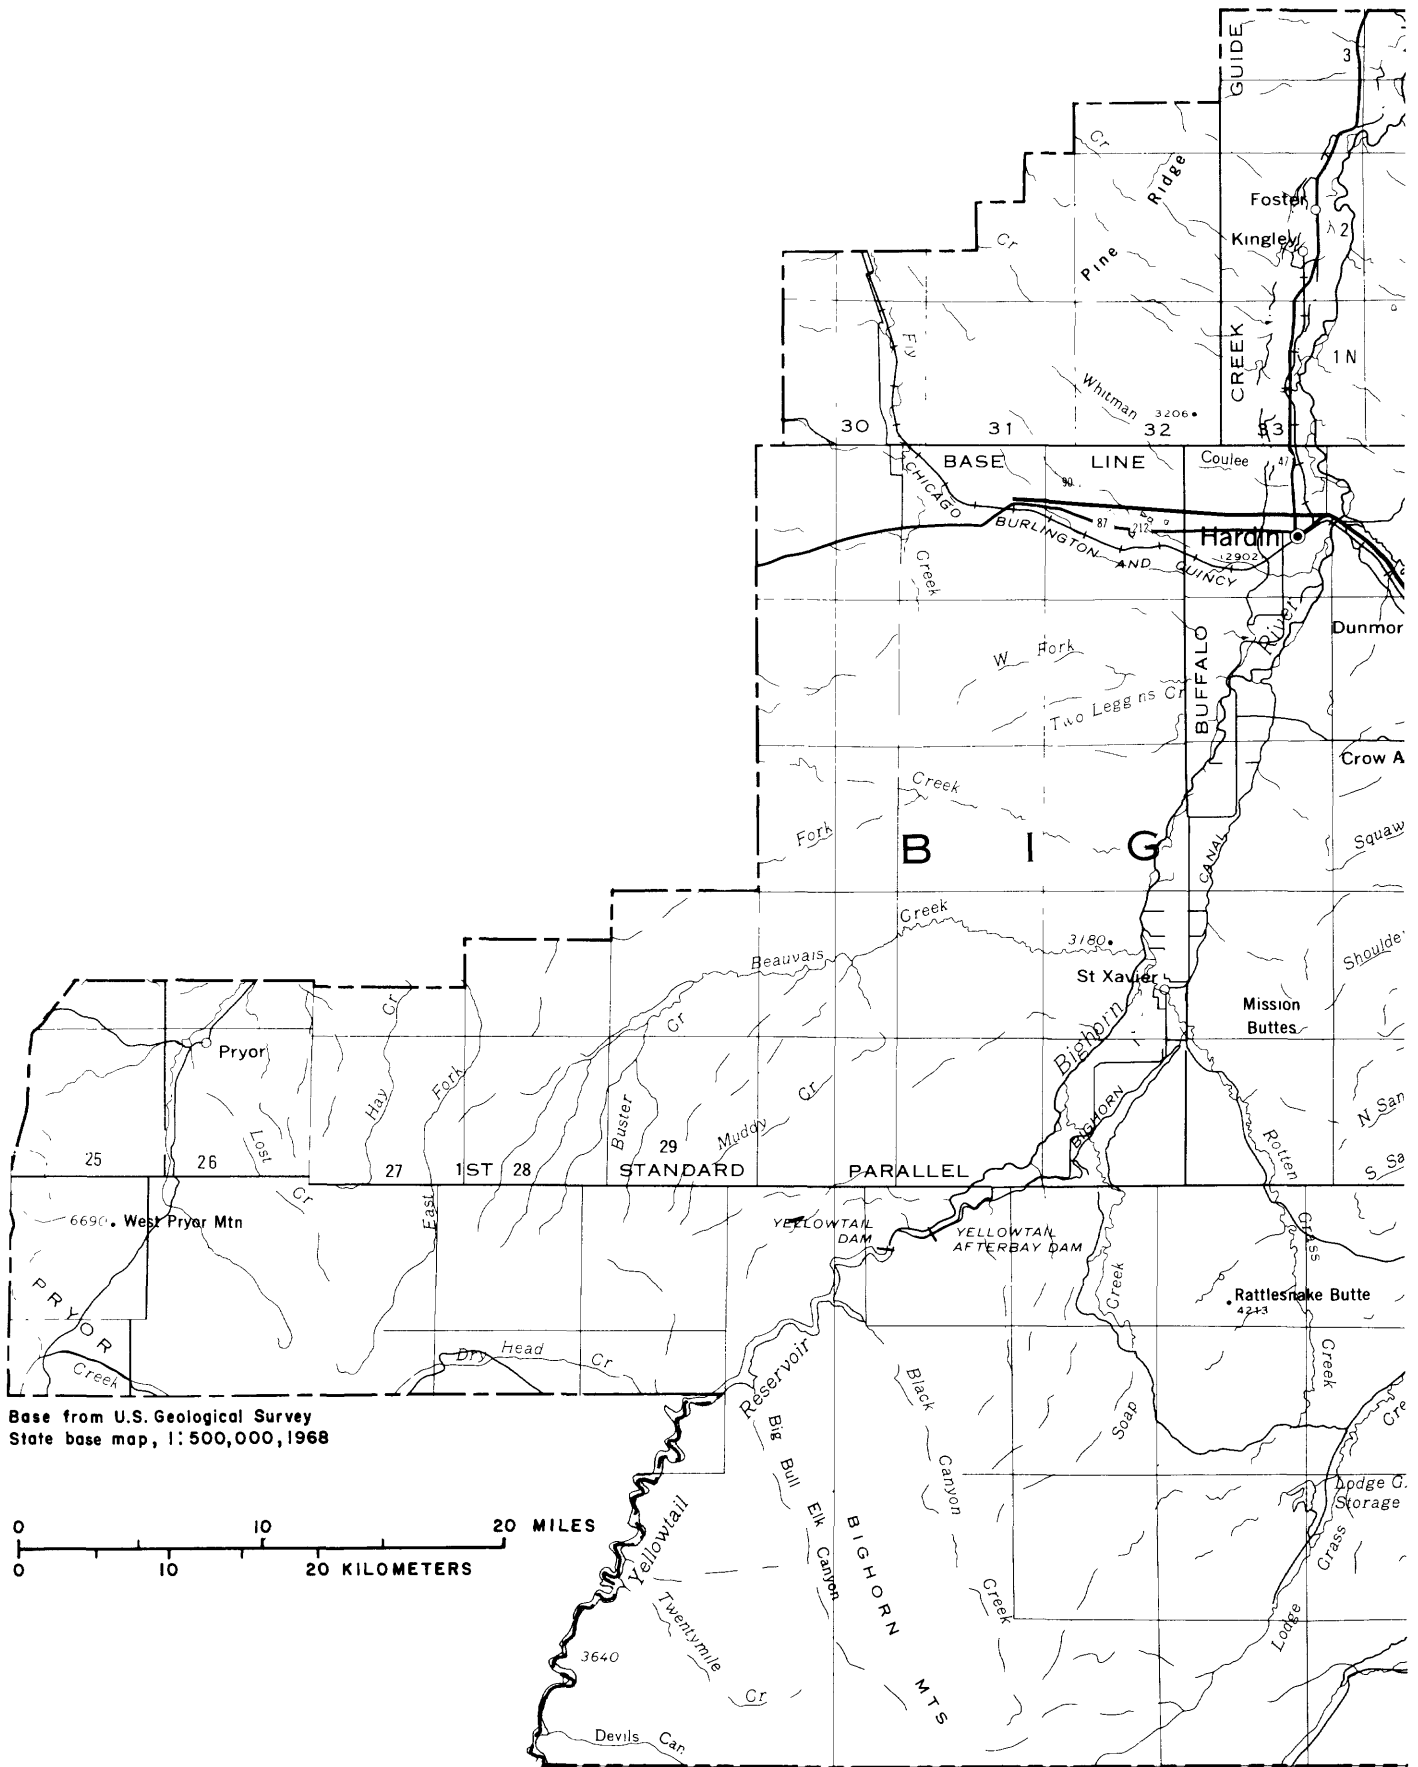 GUIDE
3
Cr
Ridge
Foster
2
Kingley
Cr
Pine
Fly
CREEK
1 N
Whitman
3206
30
31
32
33
BASE
LINE
Coulee
47
CHICAGO
90
87
212
BURLINGTON
AND
QUINCY
Hardin
2902
Creek
River
Dunmor
W Fork
BUFFALO
Two Leggins Cr
Crow A
Creek
Fork
B I G
CANAL
Squaw
Creek
3180
Beauvais
Shoulde
St Xavier
Mission
Buttes
Cr
Cr
Pryor
Bighorn
Hay
Fork
Cr
Buster
Muddy
BIGHORN
N San
Lost
Rotten
25
26
27
1ST
28
29
STANDARD
PARALLEL
S Sa
Cr
East
6690
West Pryor Mtn
YELLOWTAIL
DAM
YELLOWTAIL
AFTERBAY DAM
Grass
Creek
Rattlesnake Butte
4213
PRYOR
Creek
Dry Head Cr
Creek
Reservoir
Black
Soap
Cre
Base from U.S. Geological Survey
State base map, 1:500,000, 1968
Big
Bull
Elk
Canyon
Canyon
Creek
Lodge G.
Storage
0 10 20 MILES
0 10 20 KILOMETERS
BIGHORN
MTS
Yellowtail
Grass
Lodge
Twentymile
Cr
3640
Devils Can.